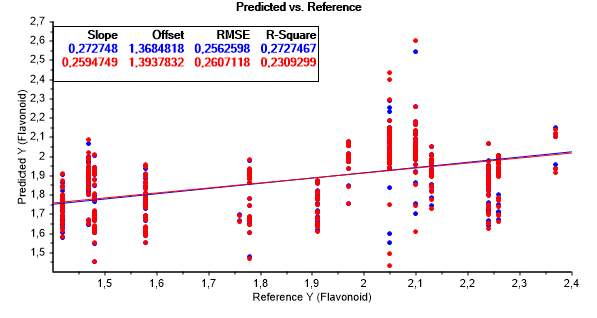 Predicted vs. Reference
Slope Offset RMSE R-Square
0,272748 1,3684818 0,2562598 0,2727467
0,2594749 1,3937832 0,2607118 0,2309299
2,7
2,6
2,5
2,4
2,3
2,2
2,1
2
1,9
1,8
1,7
1,6
1,5
Predicted Y (Flavonoid)
1,5 1,6 1,7 1,8 1,9 2 2,1 2,2 2,3 2,4
Reference Y (Flavonoid)